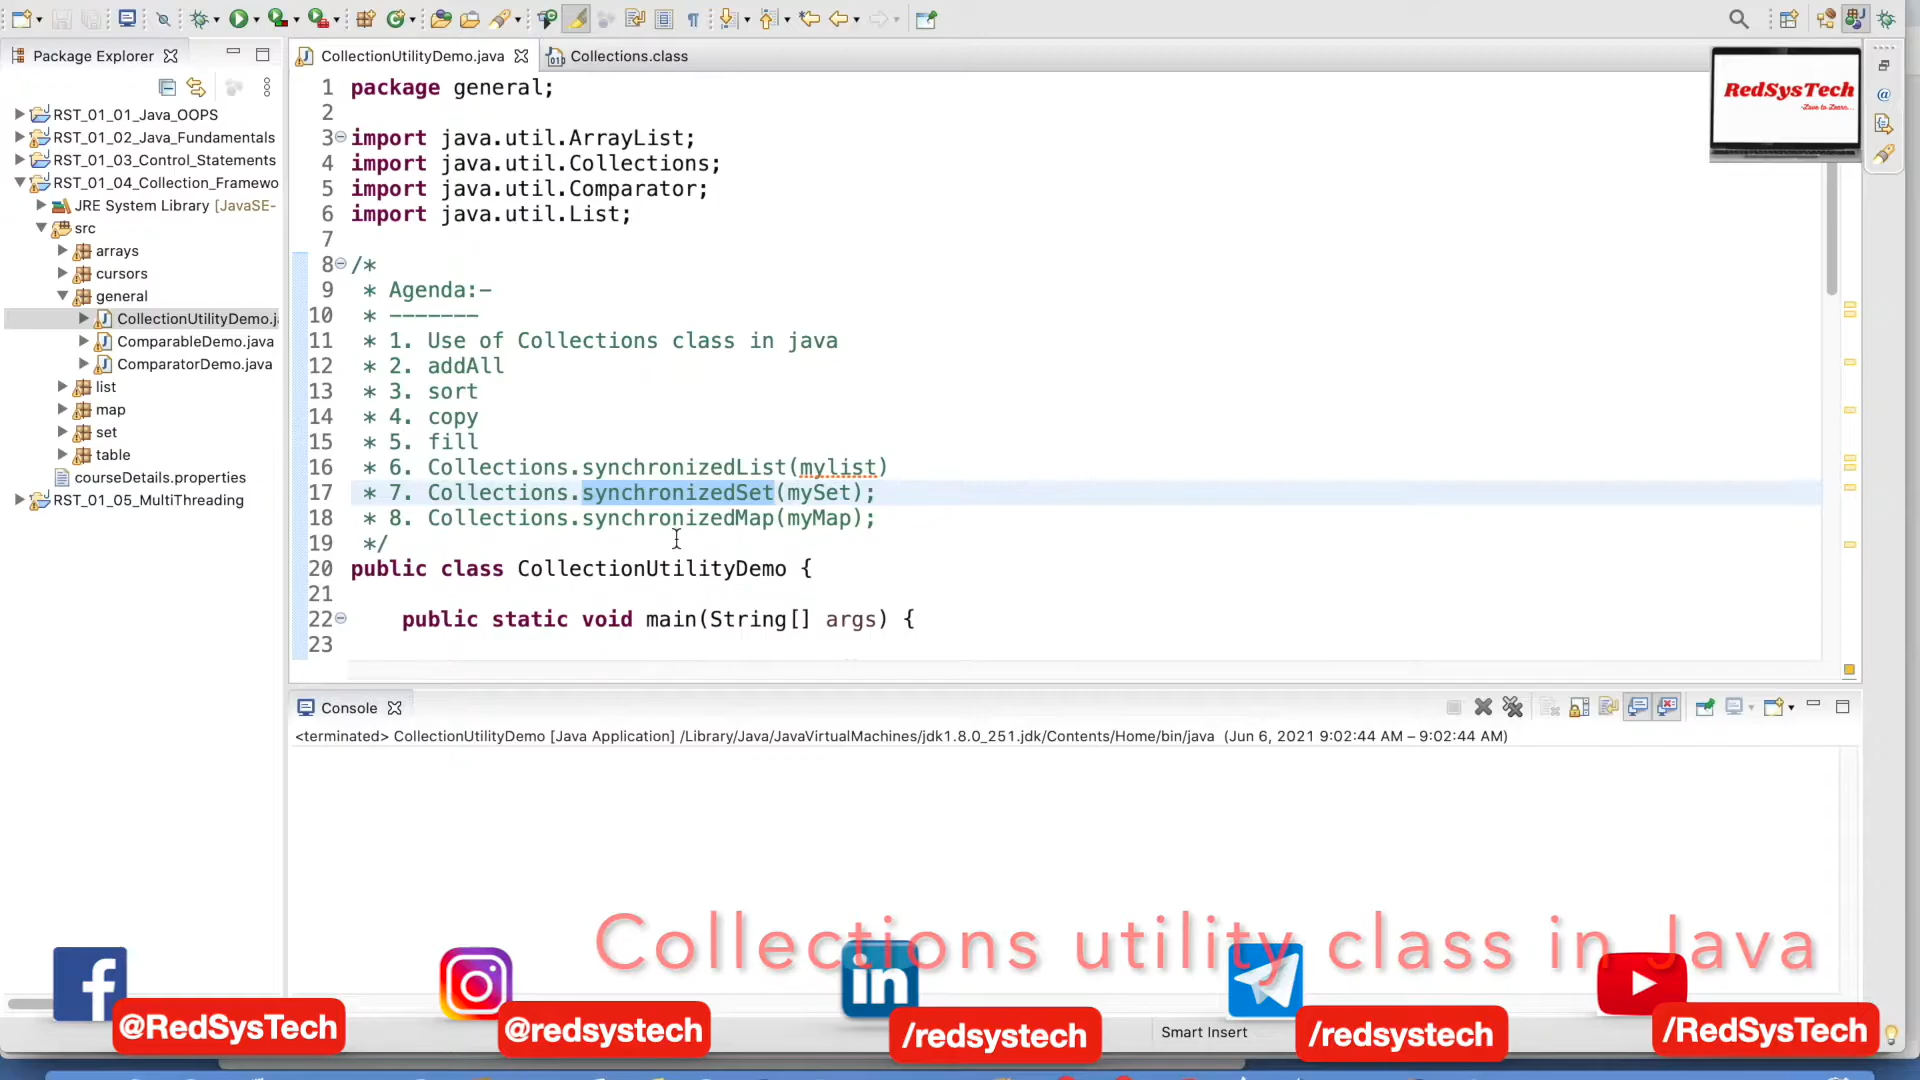 Package Explorer
CollectionUtilityDemo.java
Collections.class
RST_01_01_Java_OOPS
RST_01_02_Java_Fundamentals
RST_01_03_Control_Statements
RST_01_04_Collection_Framewo
JRE System Library [JavaSE-
src
arrays
cursors
general
CollectionUtilityDemo.j
ComparableDemo.java
ComparatorDemo.java
list
map
set
table
courseDetails.properties
RST_01_05_MultiThreading
1 package general;
2
3 import java.util.ArrayList;
4 import java.util.Collections;
5 import java.util.Comparator;
6 import java.util.List;
7
8 /*
9 * Agenda:-
10 * -------
11 * 1. Use of Collections class in java
12 * 2. addAll
13 * 3. sort
14 * 4. copy
15 * 5. fill
16 * 6. Collections.synchronizedList(mylist)
17 * 7. Collections.synchronizedSet(mySet);
18 * 8. Collections.synchronizedMap(myMap);
19 */
20 public class CollectionUtilityDemo {
21
22 public static void main(String[] args) {
23
RedSysTech
-Love to Learn...
Console
<terminated> CollectionUtilityDemo [Java Application] /Library/Java/JavaVirtualMachines/jdk1.8.0_251.jdk/Contents/Home/bin/java (Jun 6, 2021 9:02:44 AM – 9:02:44 AM)
Collections utility class in Java
@RedSysTech
@redsystech
in
/redsystech
Smart Insert
/redsystech
/RedSysTech